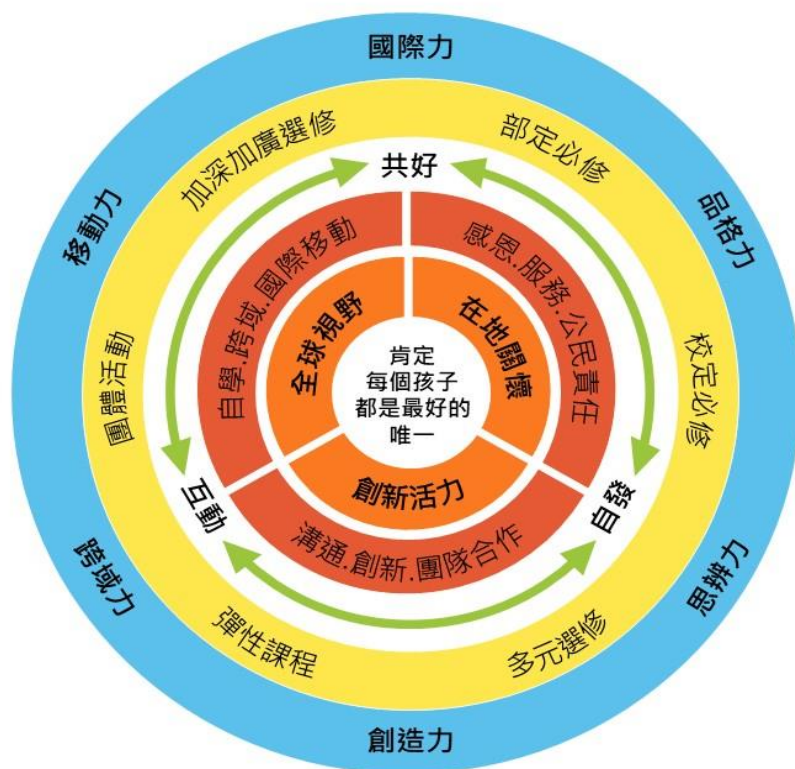 國際力
品格力
思辨力
創造力
跨域力
移動力
部定必修
校定必修
多元選修
彈性課程
團體活動
加深加廣選修
共好
自發
互動
感恩.服務.公民責任
溝通.創新.團隊合作
自學.跨域.國際移動
在地關懷
創新活力
全球視野
肯定
每個孩子
都是最好的
唯一